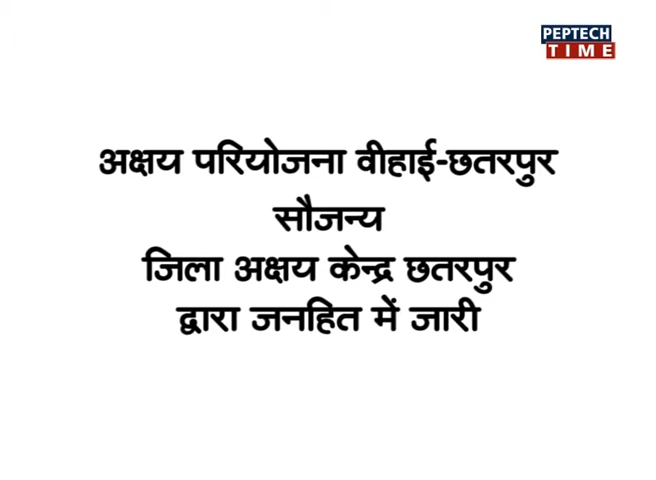 PEPTECH
TIME
अक्षय परियोजना वीहाई-छतरपुर
सौजन्य
जिला अक्षय केन्द्र छतरपुर
द्वारा जनहित में जारी